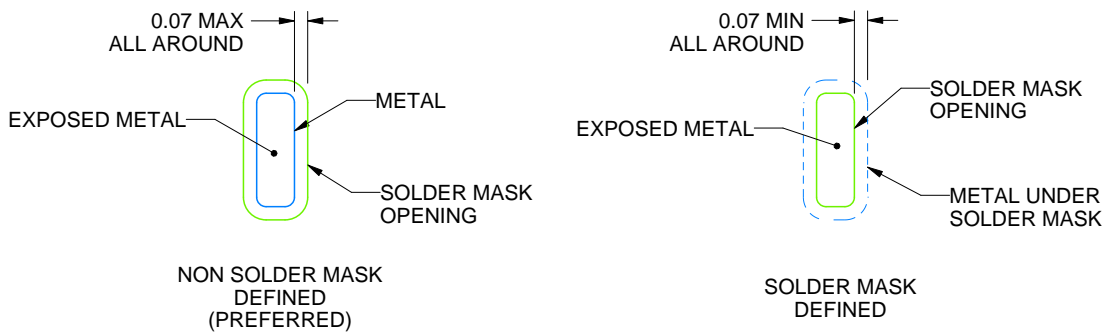 0.07 MAX
ALL AROUND
METAL
EXPOSED METAL
SOLDER MASK
OPENING
NON SOLDER MASK
DEFINED
(PREFERRED)
0.07 MIN
ALL AROUND
SOLDER MASK
OPENING
EXPOSED METAL
METAL UNDER
SOLDER MASK
SOLDER MASK
DEFINED